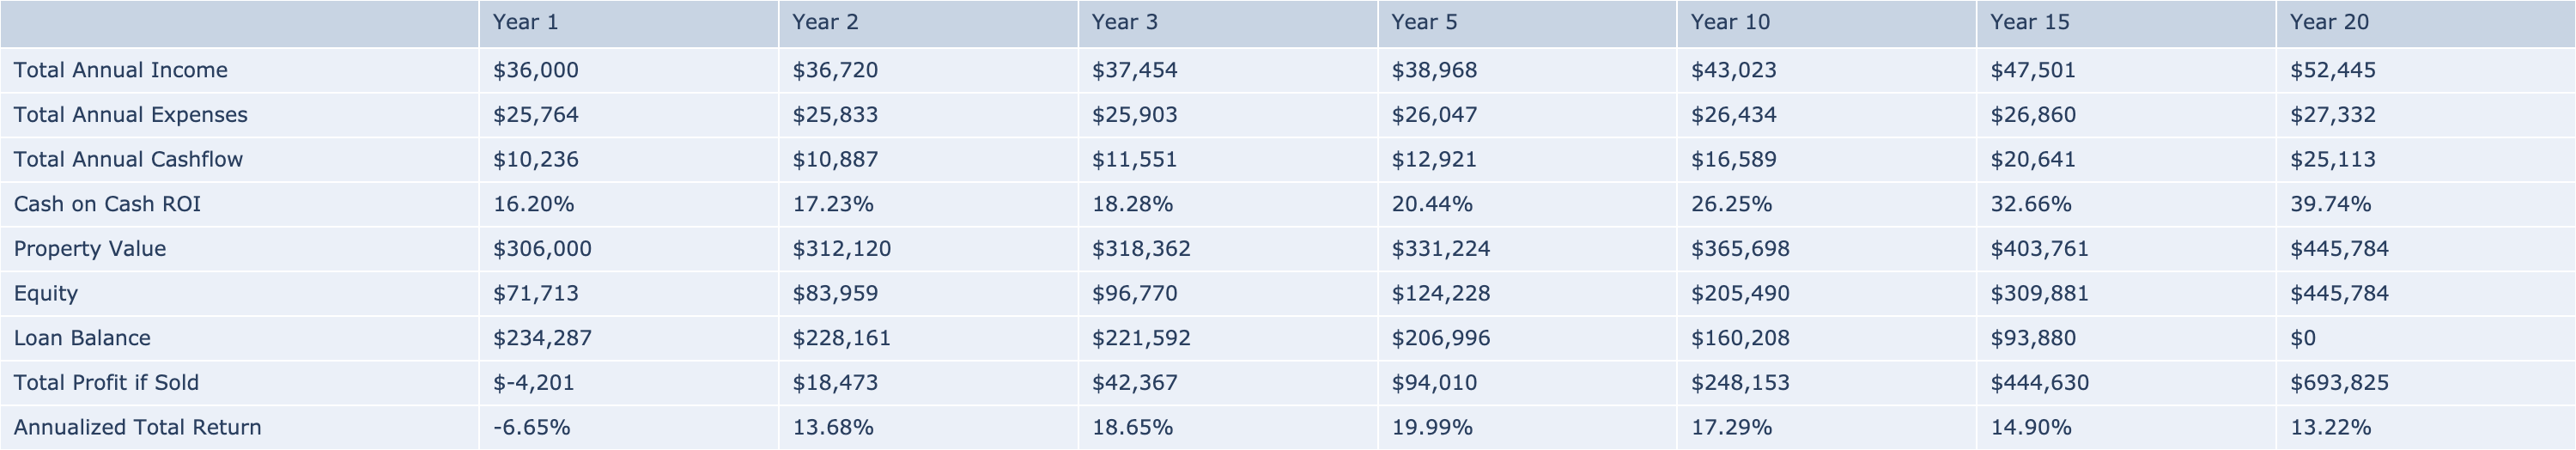 Year 1 Year 2 Year 3 Year 5 Year 10 Year 15 Year 20
Total Annual Income $36,000 $36,720 $37,454 $38,968 $43,023 $47,501 $52,445
Total Annual Expenses $25,764 $25,833 $25,903 $26,047 $26,434 $26,860 $27,332
Total Annual Cashflow $10,236 $10,887 $11,551 $12,921 $16,589 $20,641 $25,113
Cash on Cash ROI 16.20% 17.23% 18.28% 20.44% 26.25% 32.66% 39.74%
Property Value $306,000 $312,120 $318,362 $331,224 $365,698 $403,761 $445,784
Equity $71,713 $83,959 $96,770 $124,228 $205,490 $309,881 $445,784
Loan Balance $234,287 $228,161 $221,592 $206,996 $160,208 $93,880 $0
Total Profit if Sold $-4,201 $18,473 $42,367 $94,010 $248,153 $444,630 $693,825
Annualized Total Return -6.65% 13.68% 18.65% 19.99% 17.29% 14.90% 13.22%